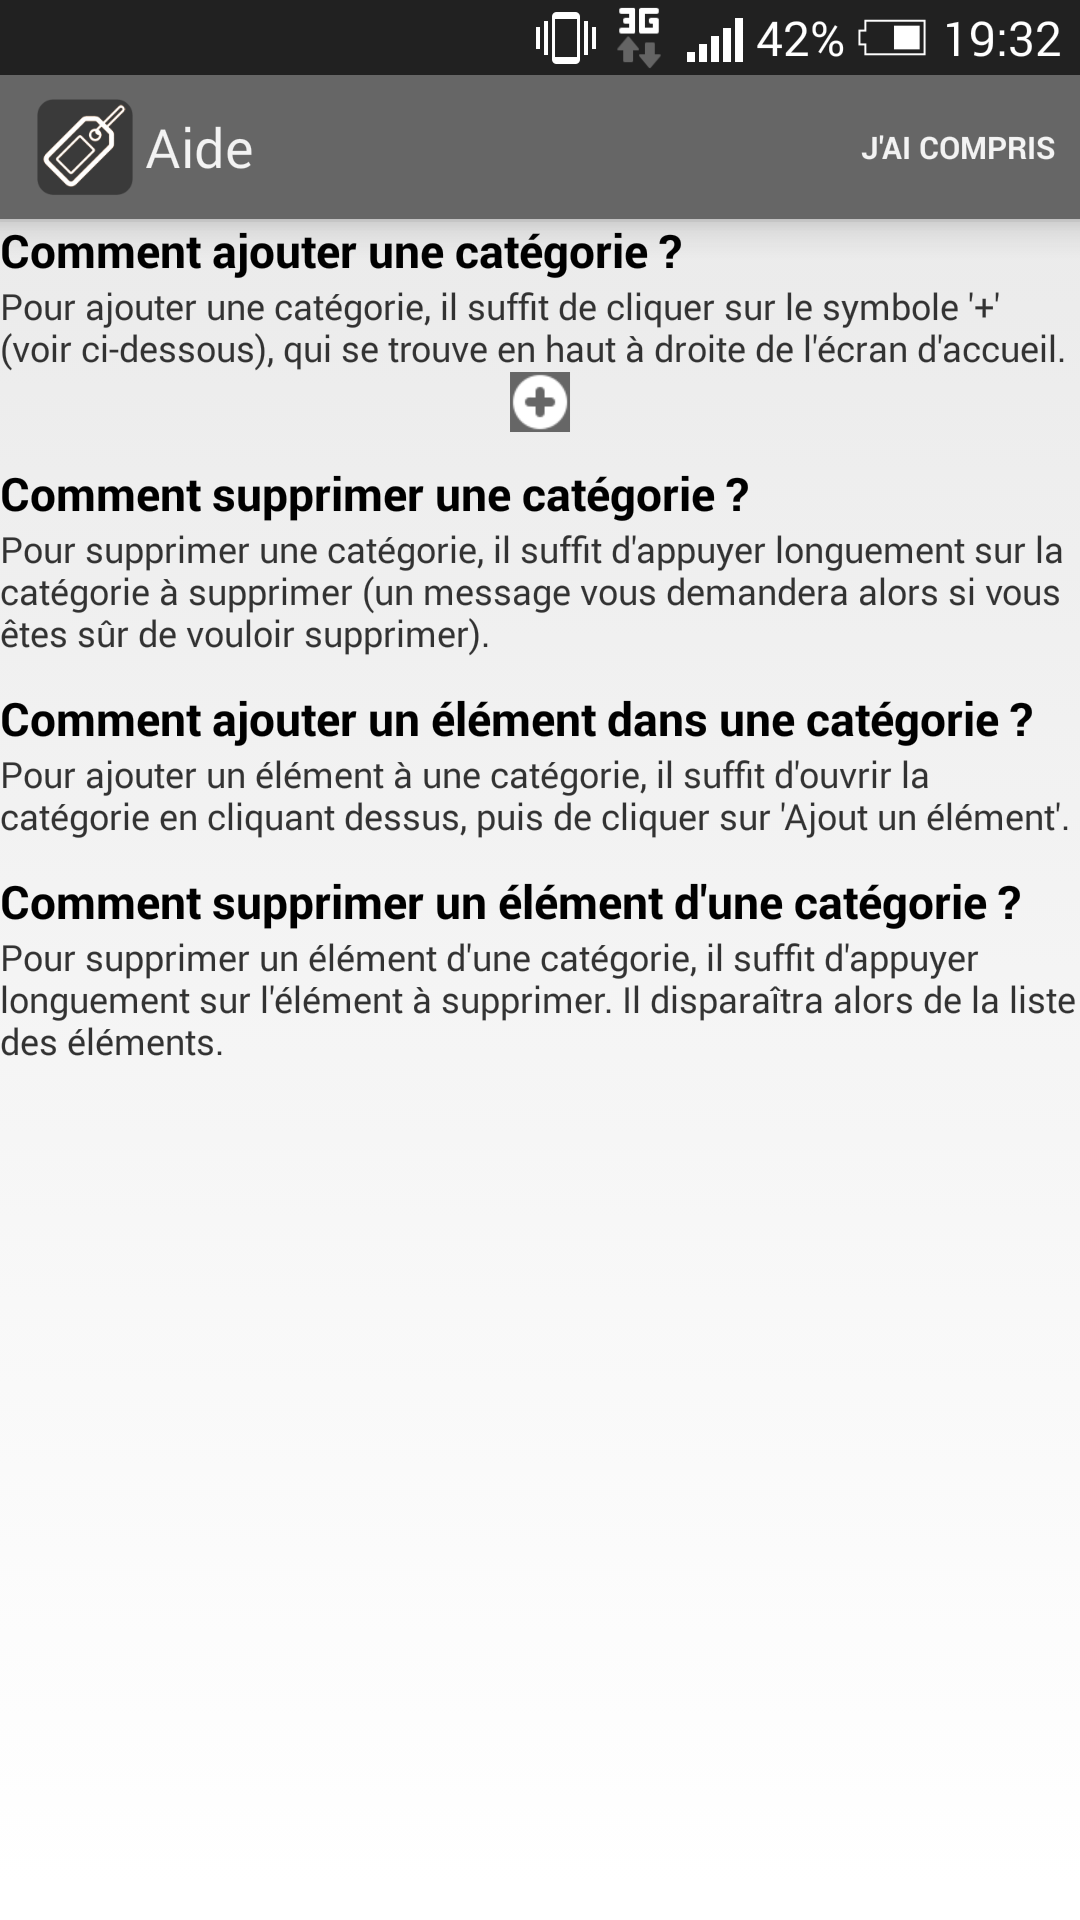 3G 42% 19:32
Aide J'AI COMPRIS
Comment ajouter une catégorie ?
Pour ajouter une catégorie, il suffit de cliquer sur le symbole '+'
(voir ci-dessous), qui se trouve en haut à droite de l'écran d'accueil.
Comment supprimer une catégorie ?
Pour supprimer une catégorie, il suffit d'appuyer longuement sur la
catégorie à supprimer (un message vous demandera alors si vous
êtes sûr de vouloir supprimer).
Comment ajouter un élément dans une catégorie ?
Pour ajouter un élément à une catégorie, il suffit d'ouvrir la
catégorie en cliquant dessus, puis de cliquer sur 'Ajout un élément'.
Comment supprimer un élément d'une catégorie ?
Pour supprimer un élément d'une catégorie, il suffit d'appuyer
longuement sur l'élément à supprimer. Il disparaîtra alors de la liste
des éléments.